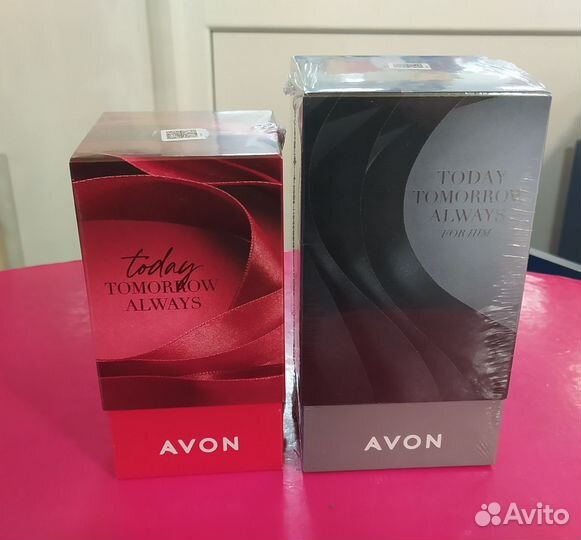 today
TOMORROW
ALWAYS
AVON
TODAY
TOMORROW
ALWAYS
FOR HIM
AVON
Avito